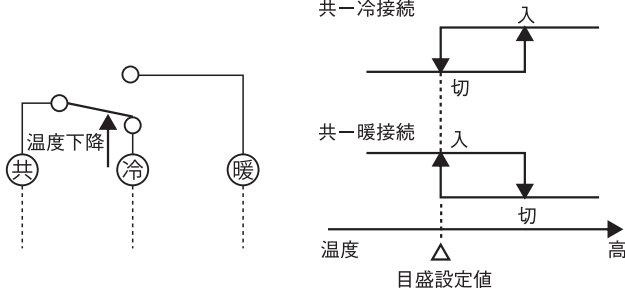 温度下降
共
冷
暖
共ー冷接続
入
切
共ー暖接続
入
切
温度
高
目盛設定値